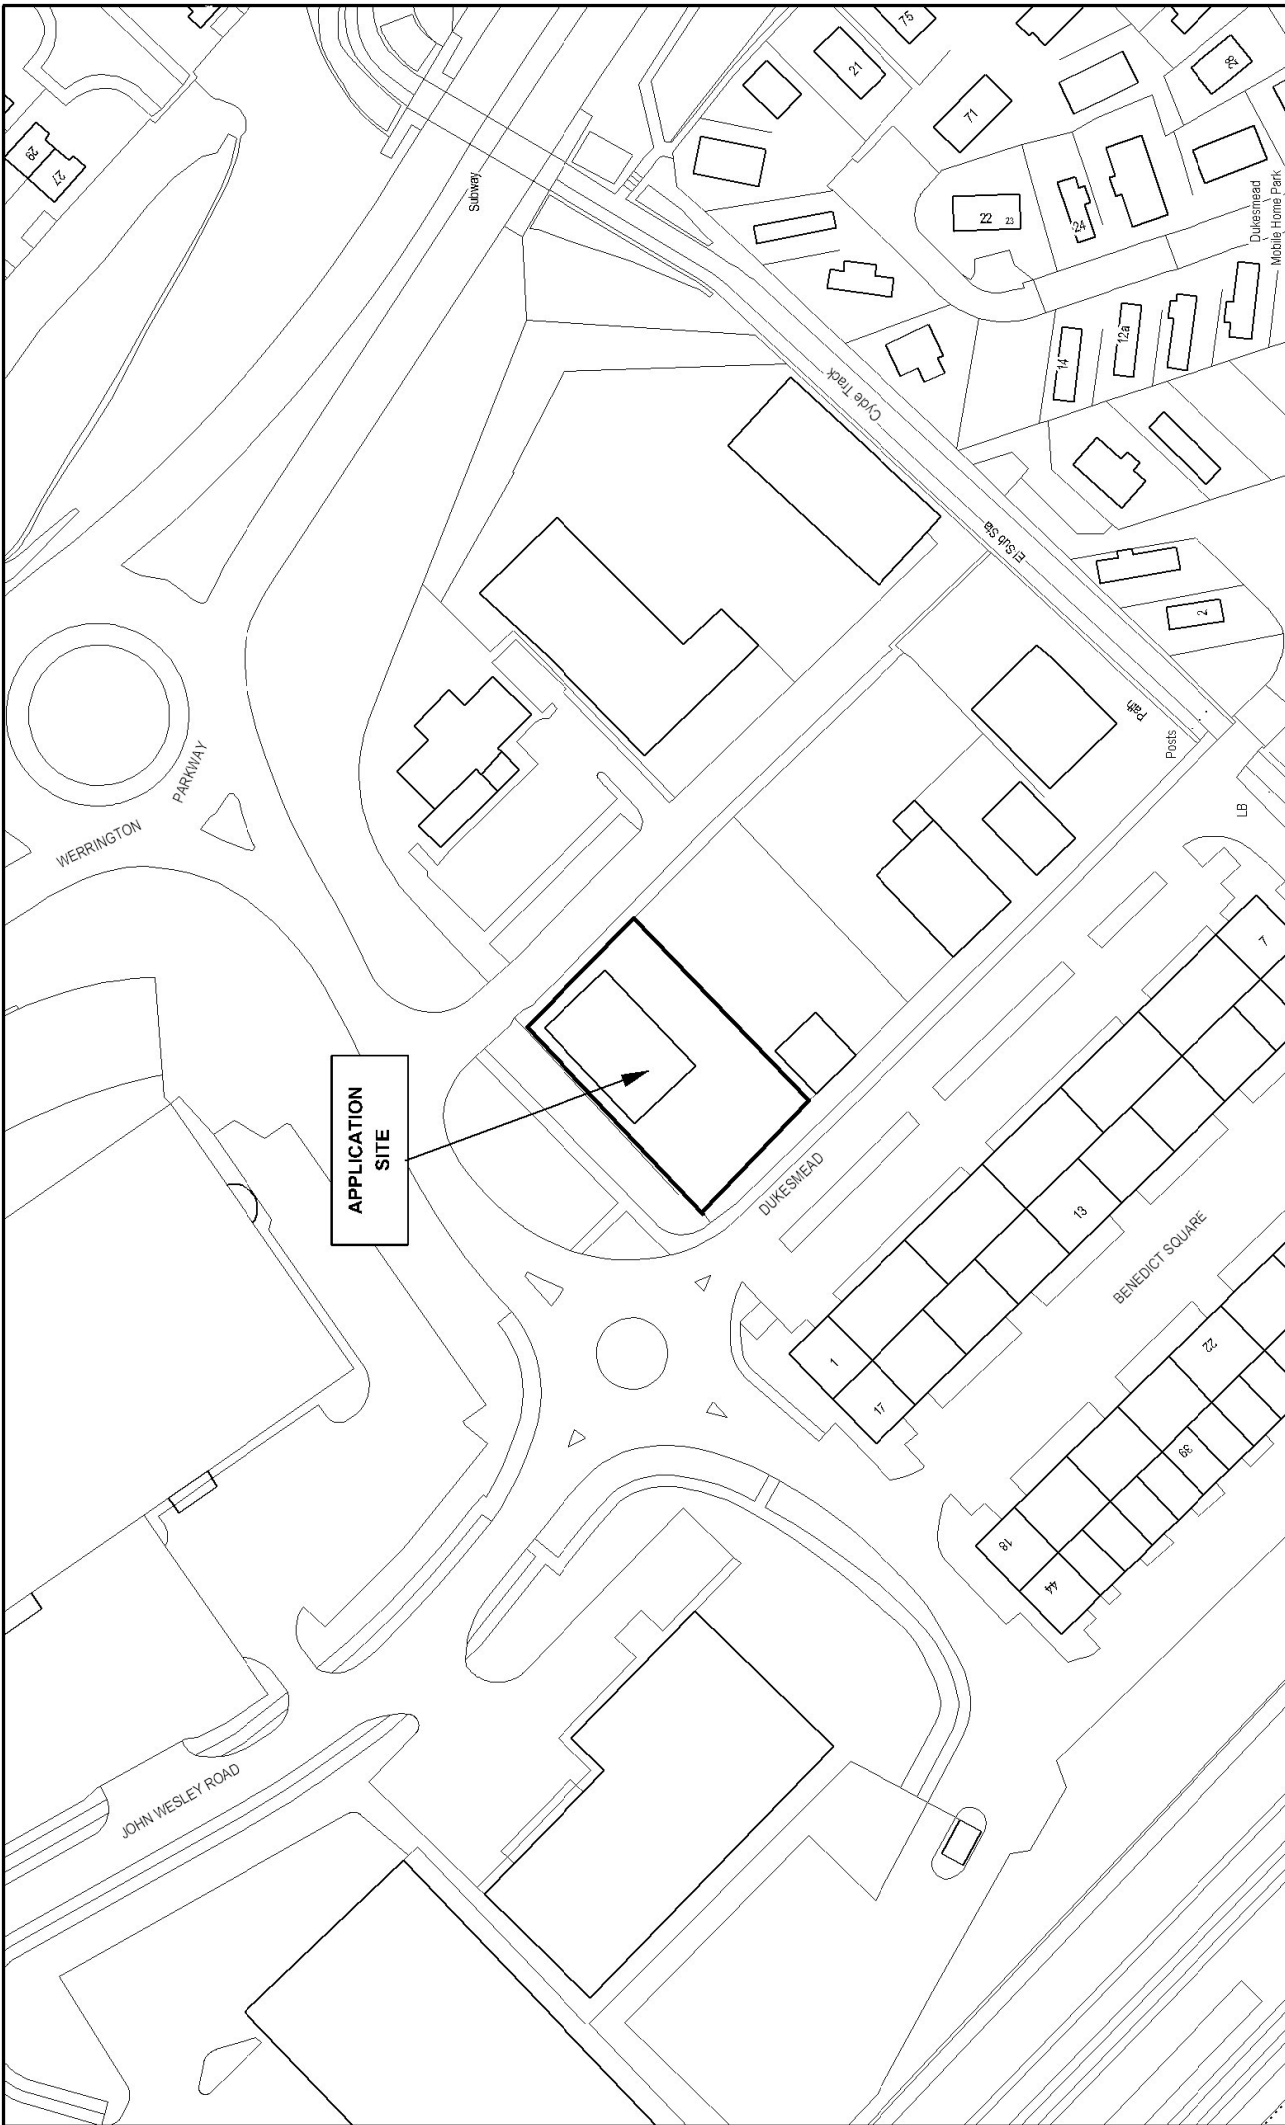 75
21
28
29
27
71
Subway
22
23
24
Dukesmead
Mobile Home Park
14
12a
Cycle Track
El Sub Sta
2
Path
Posts
LB
PARKWAY
WERRINGTON
7
APPLICATION
SITE
DUKESMEAD
13
BENEDICT SQUARE
1
17
22
39
18
44
JOHN WESLEY ROAD